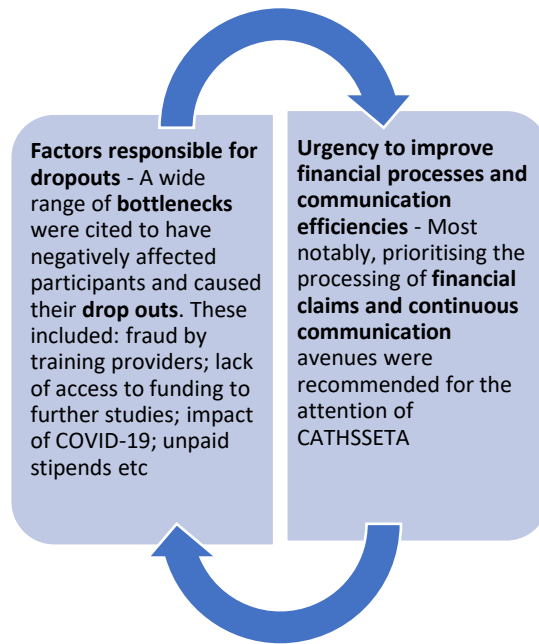 Factors responsible for
dropouts - A wide
range of bottlenecks
were cited to have
negatively affected
participants and caused
their drop outs. These
included: fraud by
training providers; lack
of access to funding to
further studies; impact
of COVID-19; unpaid
stipends etc
Urgency to improve
financial processes and
communication
efficiencies - Most
notably, prioritising the
processing of financial
claims and continuous
communication
avenues were
recommended for the
attention of
CATHSSETA